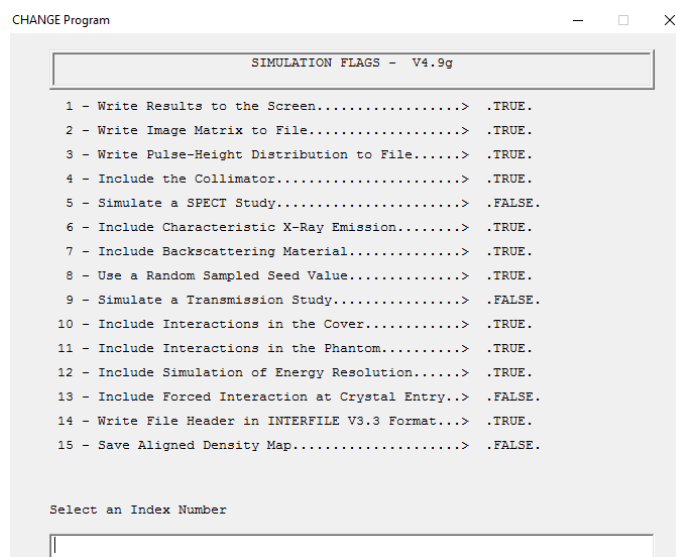 CHANGE Program
SIMULATION FLAGS - V4.9g
1 - Write Results to the Screen..................> .TRUE.
2 - Write Image Matrix to File...................> .TRUE.
3 - Write Pulse-Height Distribution to File......> .TRUE.
4 - Include the Collimator.......................> .TRUE.
5 - Simulate a SPECT Study.......................> .FALSE.
6 - Include Characteristic X-Ray Emission........> .TRUE.
7 - Include Backscattering Material..............> .TRUE.
8 - Use a Random Sampled Seed Value..............> .TRUE.
9 - Simulate a Transmission Study................> .FALSE.
10 - Include Interactions in the Cover............> .TRUE.
11 - Include Interactions in the Phantom..........> .TRUE.
12 - Include Simulation of Energy Resolution......> .TRUE.
13 - Include Forced Interaction at Crystal Entry..> .FALSE.
14 - Write File Header in INTERFILE V3.3 Format...> .TRUE.
15 - Save Aligned Density Map.....................> .FALSE.
Select an Index Number